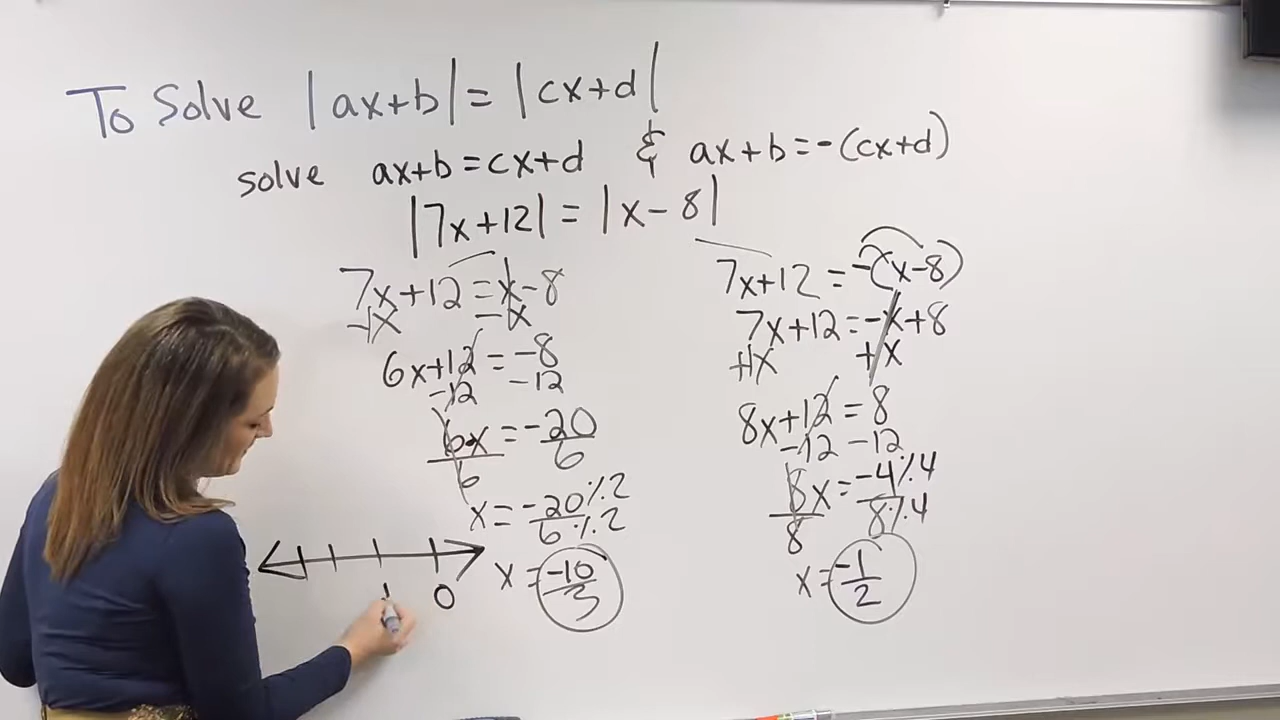 To Solve |ax+b| = |cx+d|
solve ax+b=cx+d & ax+b=-(cx+d)
|7x+12| = |x-8|
7x+12=x-8
-1x -x
6x+12=-8
-12 -12
6x=-20
6 6
x=-20÷2
6÷2
x=-10
3
7x+12=-(x-8)
7x+12=-x+8
+1x +x
8x+12=8
-12 -12
8x=-4÷4
8 8÷4
x=-1
2
0